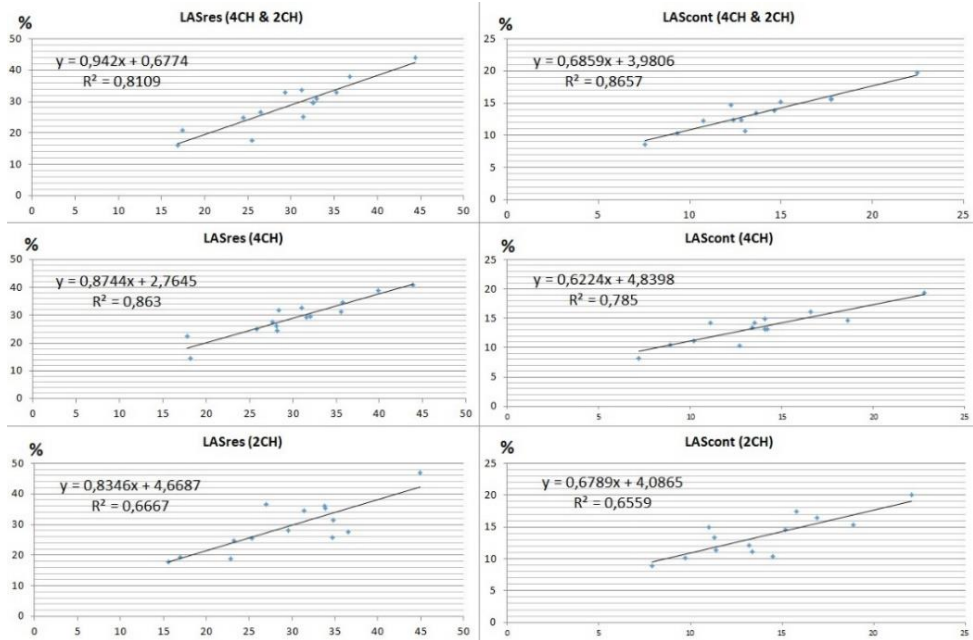 LASres (4CH & 2CH)
%
50
40
30
20
10
0
y = 0,942x + 0,6774
R² = 0,8109
0 5 10 15 20 25 30 35 40 45 50
LAScont (4CH & 2CH)
%
25
20
15
10
5
0
y = 0,6859x + 3,9806
R² = 0,8657
0 5 10 15 20 25
LASres (4CH)
%
50
40
30
20
10
0
y = 0,8744x + 2,7645
R² = 0,863
0 5 10 15 20 25 30 35 40 45 50
LAScont (4CH)
%
25
20
15
10
5
0
y = 0,6224x + 4,8398
R² = 0,785
0 5 10 15 20 25
LASres (2CH)
%
50
40
30
20
10
0
y = 0,8346x + 4,6687
R² = 0,6667
0 5 10 15 20 25 30 35 40 45 50
LAScont (2CH)
%
25
20
15
10
5
0
y = 0,6789x + 4,0865
R² = 0,6559
0 5 10 15 20 25